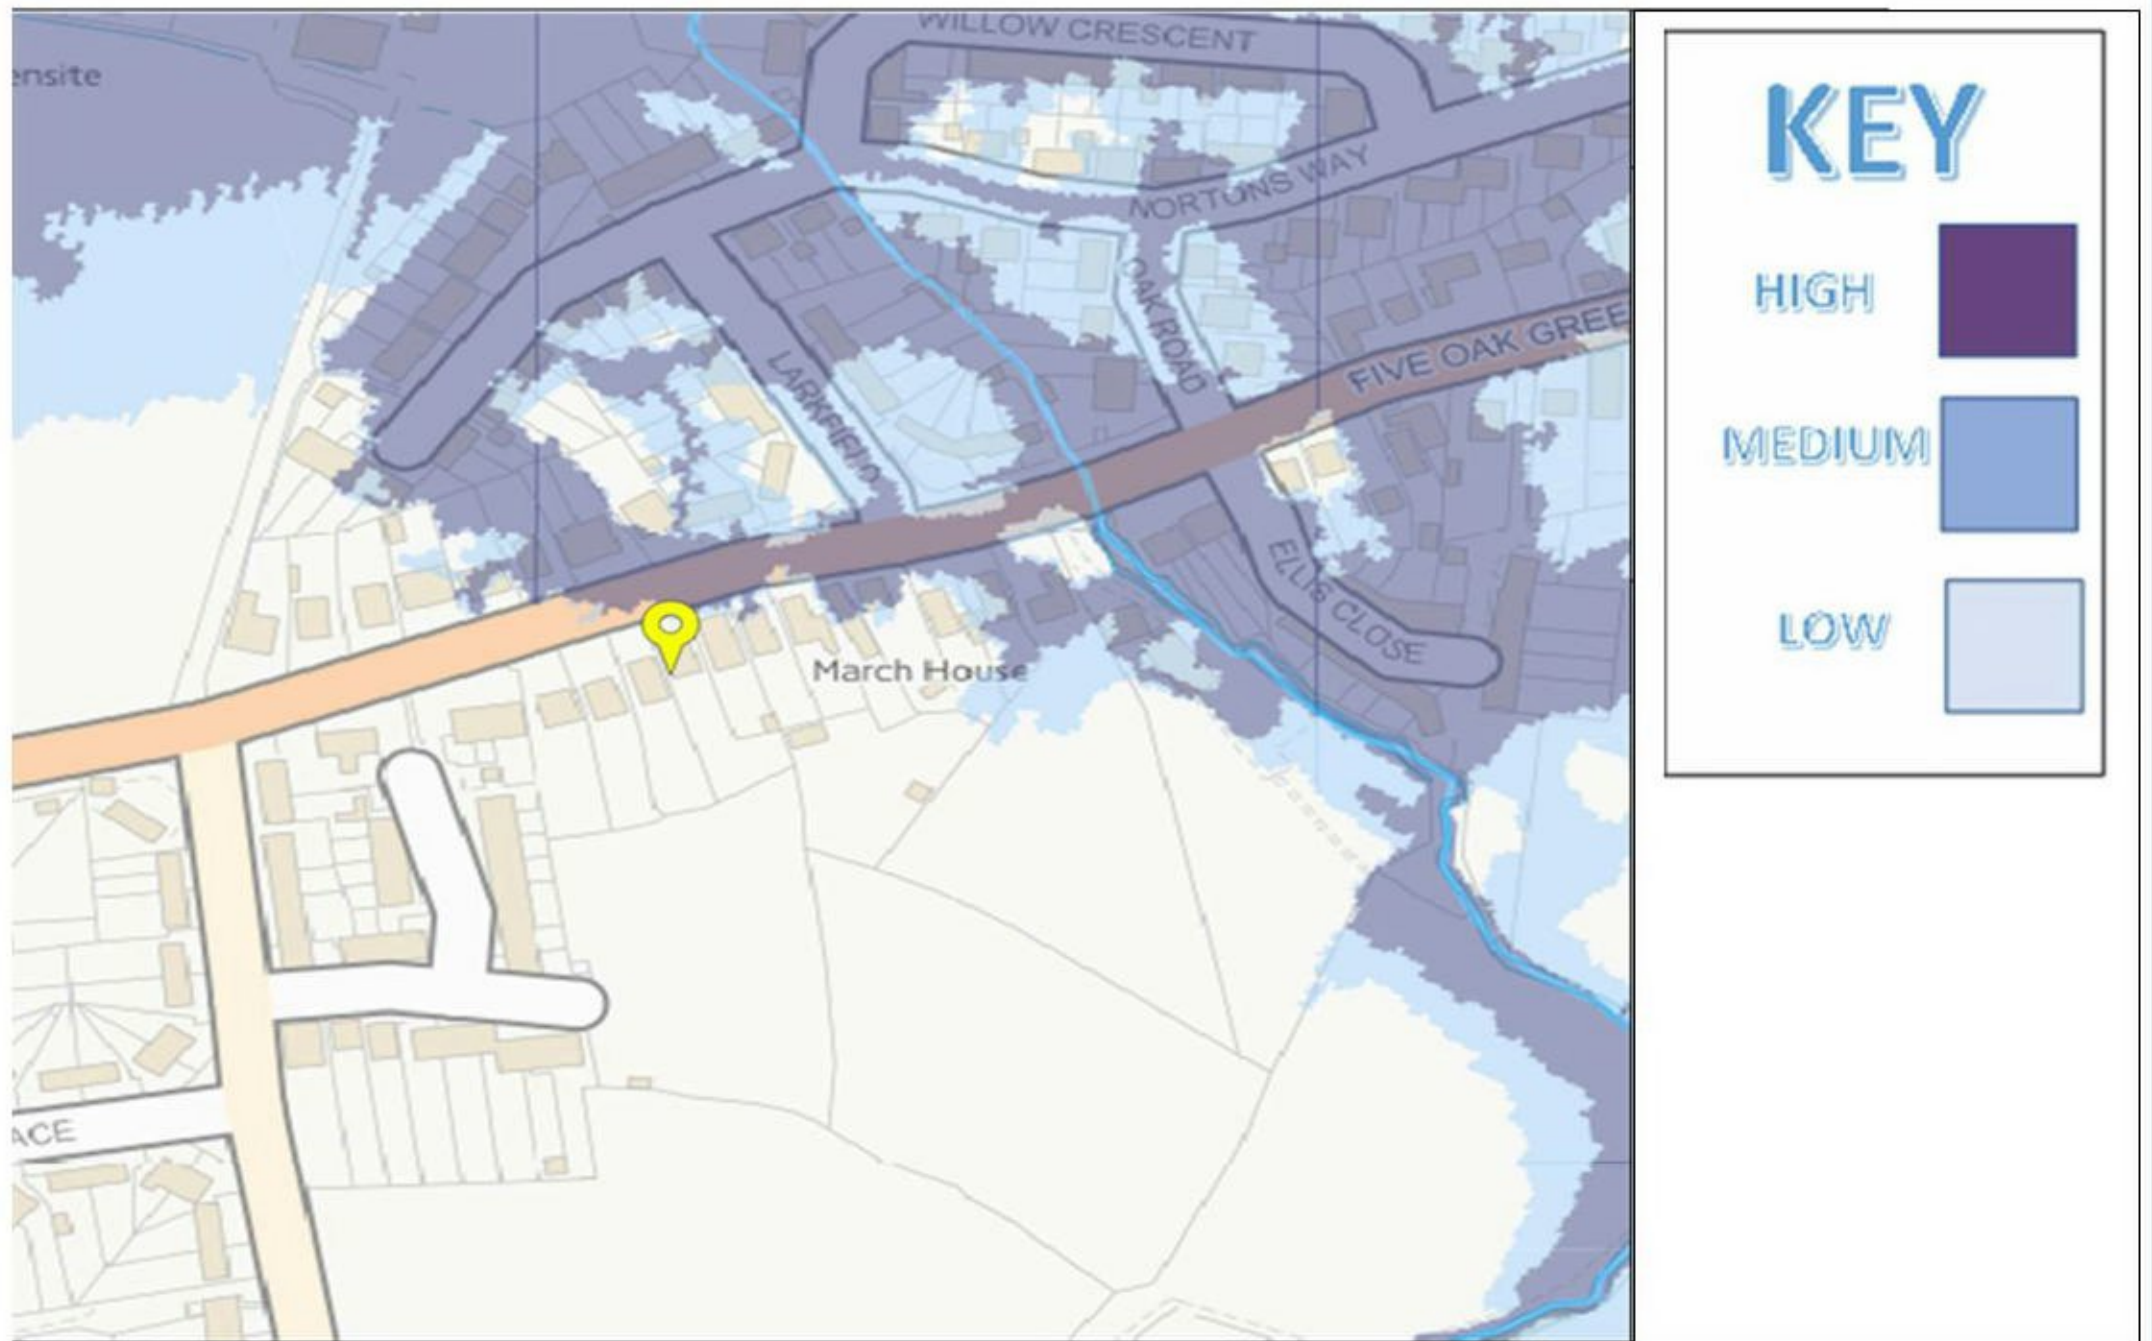 WILLOW CRESCENT
ensite
NORTONS WAY
OAK ROAD
FIVE OAK GREE
LARKFIELD
ELLIS CLOSE
March House
ACE
KEY
HIGH
MEDIUM
LOW